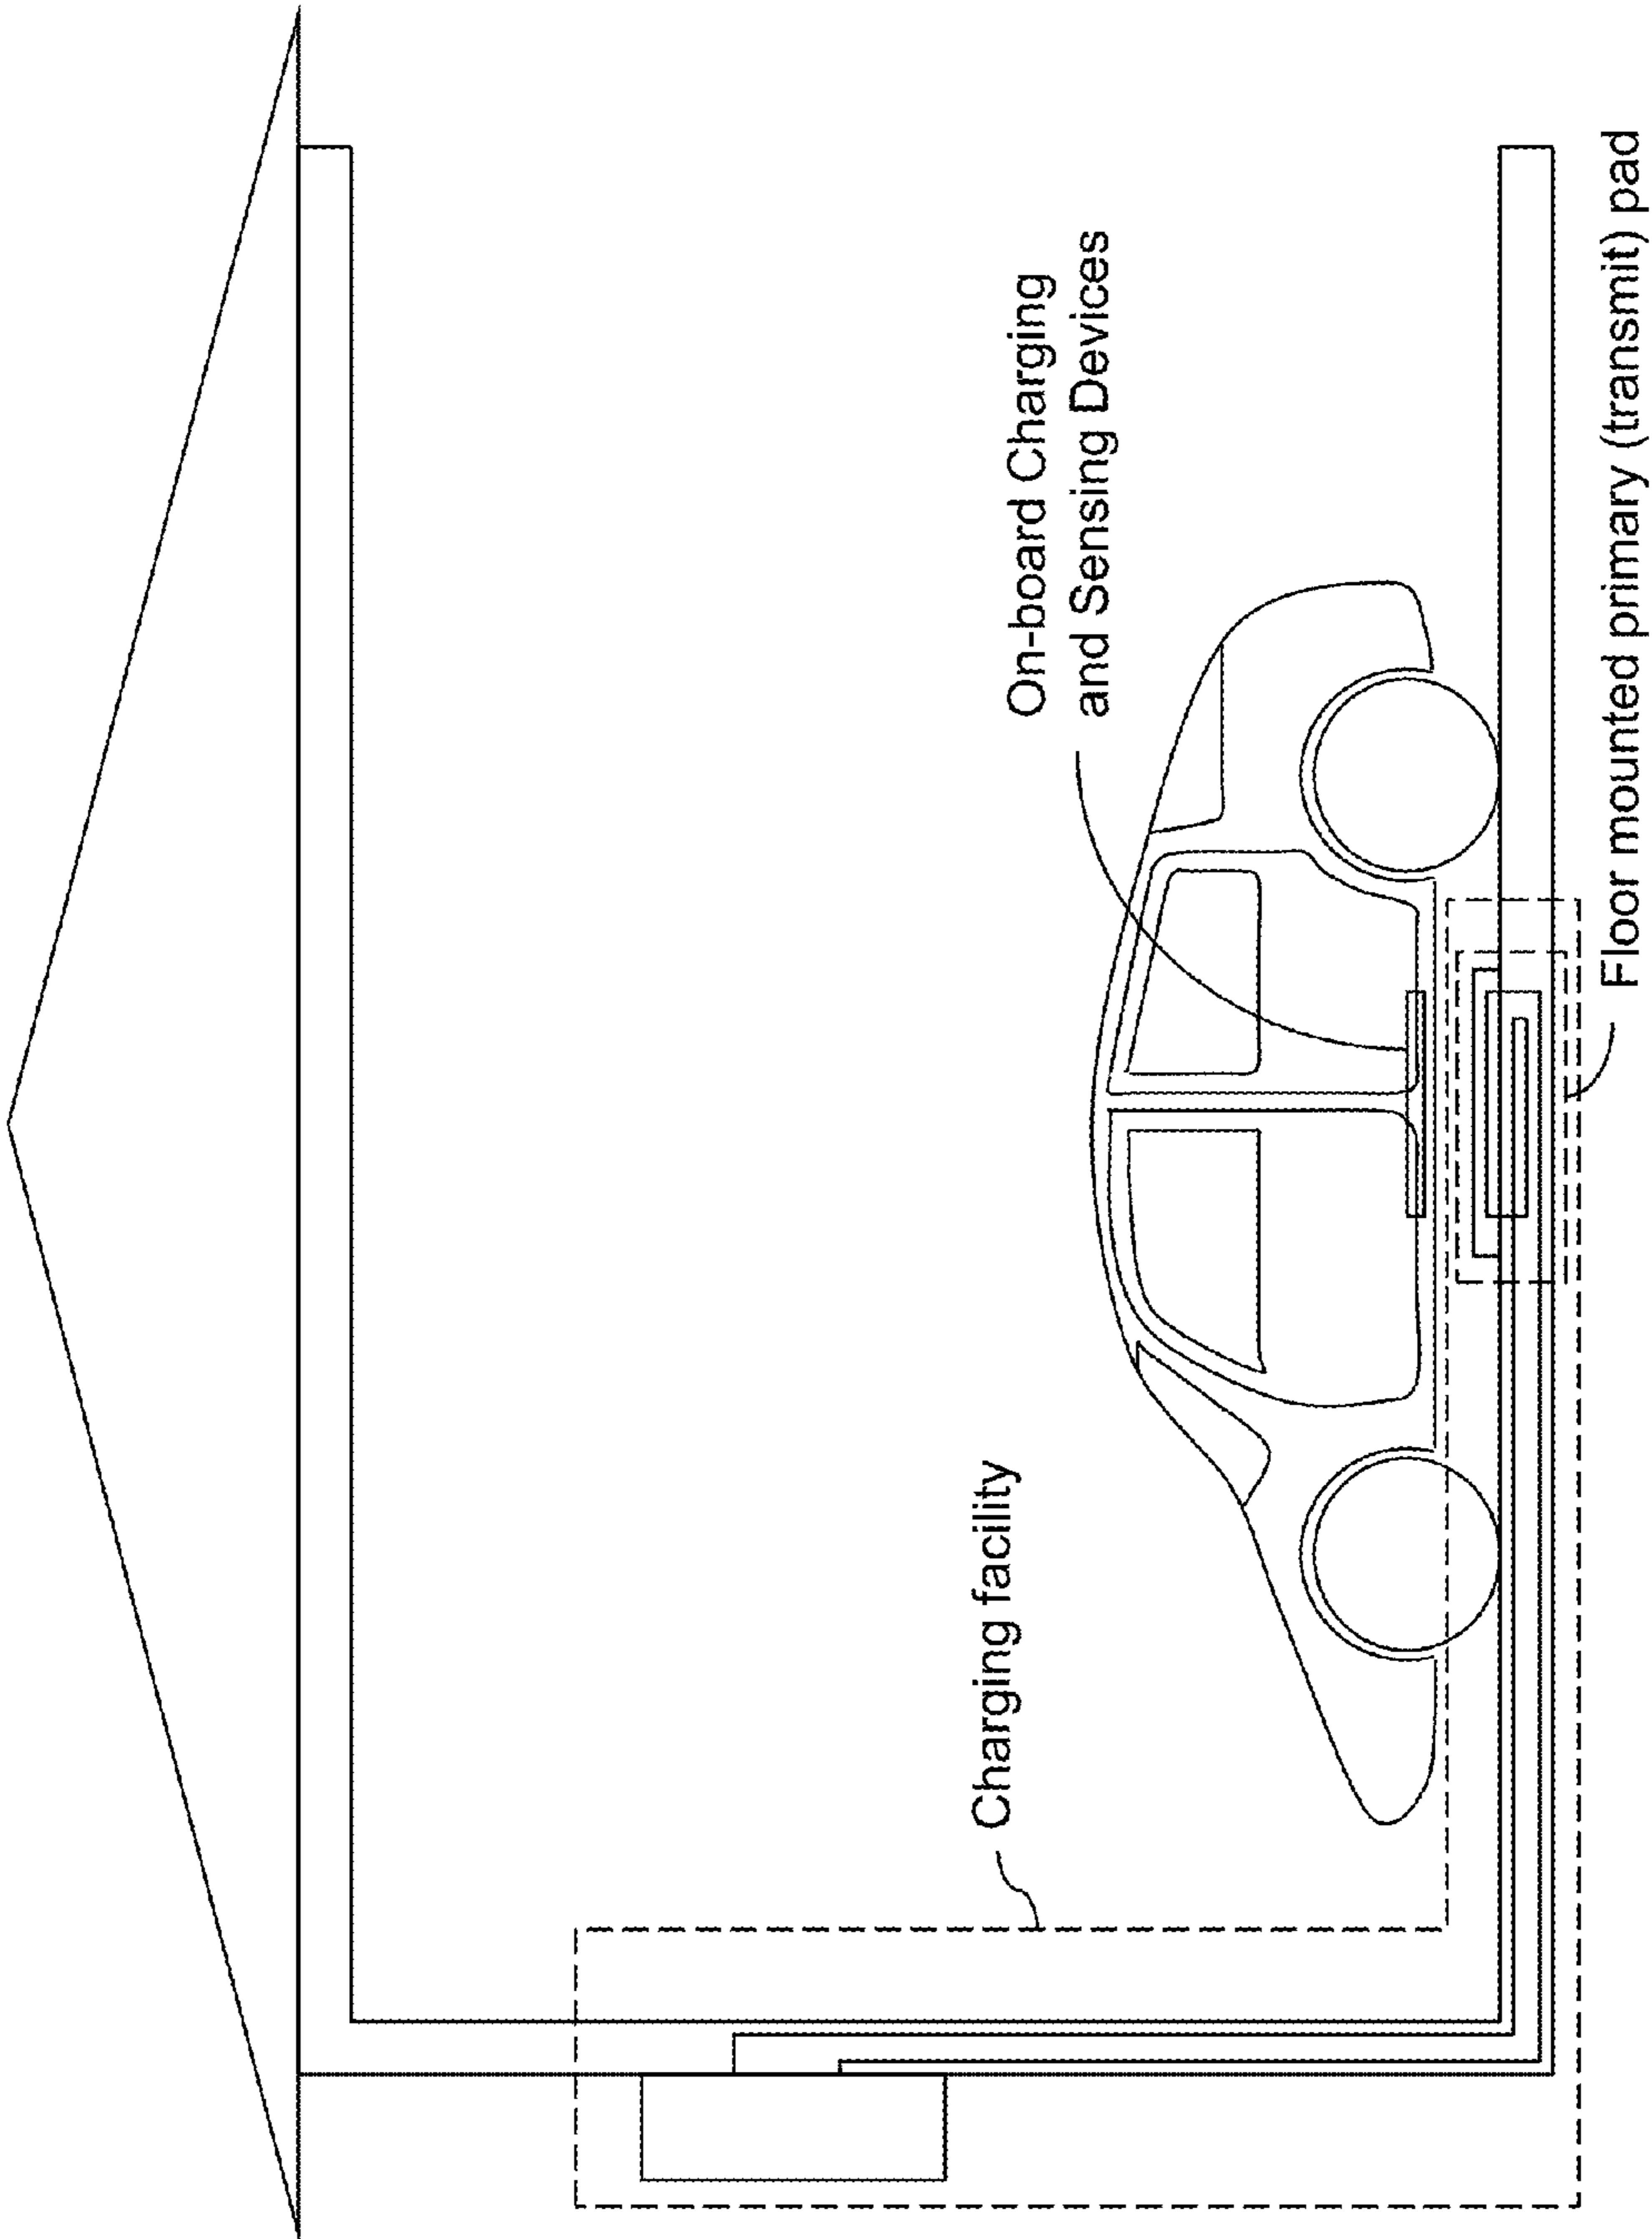 Charging facility
On-board Charging
and Sensing Devices
Floor mounted primary (transmit) pad